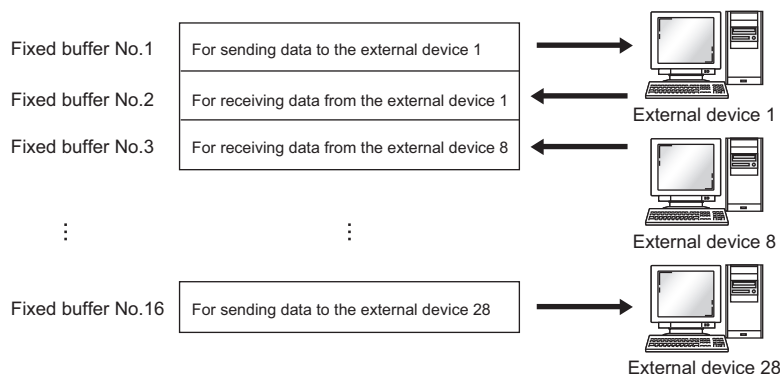 Fixed buffer No.1
For sending data to the external device 1
Fixed buffer No.2
For receiving data from the external device 1
External device 1
Fixed buffer No.3
For receiving data from the external device 8
External device 8
⋮
⋮
Fixed buffer No.16
For sending data to the external device 28
External device 28